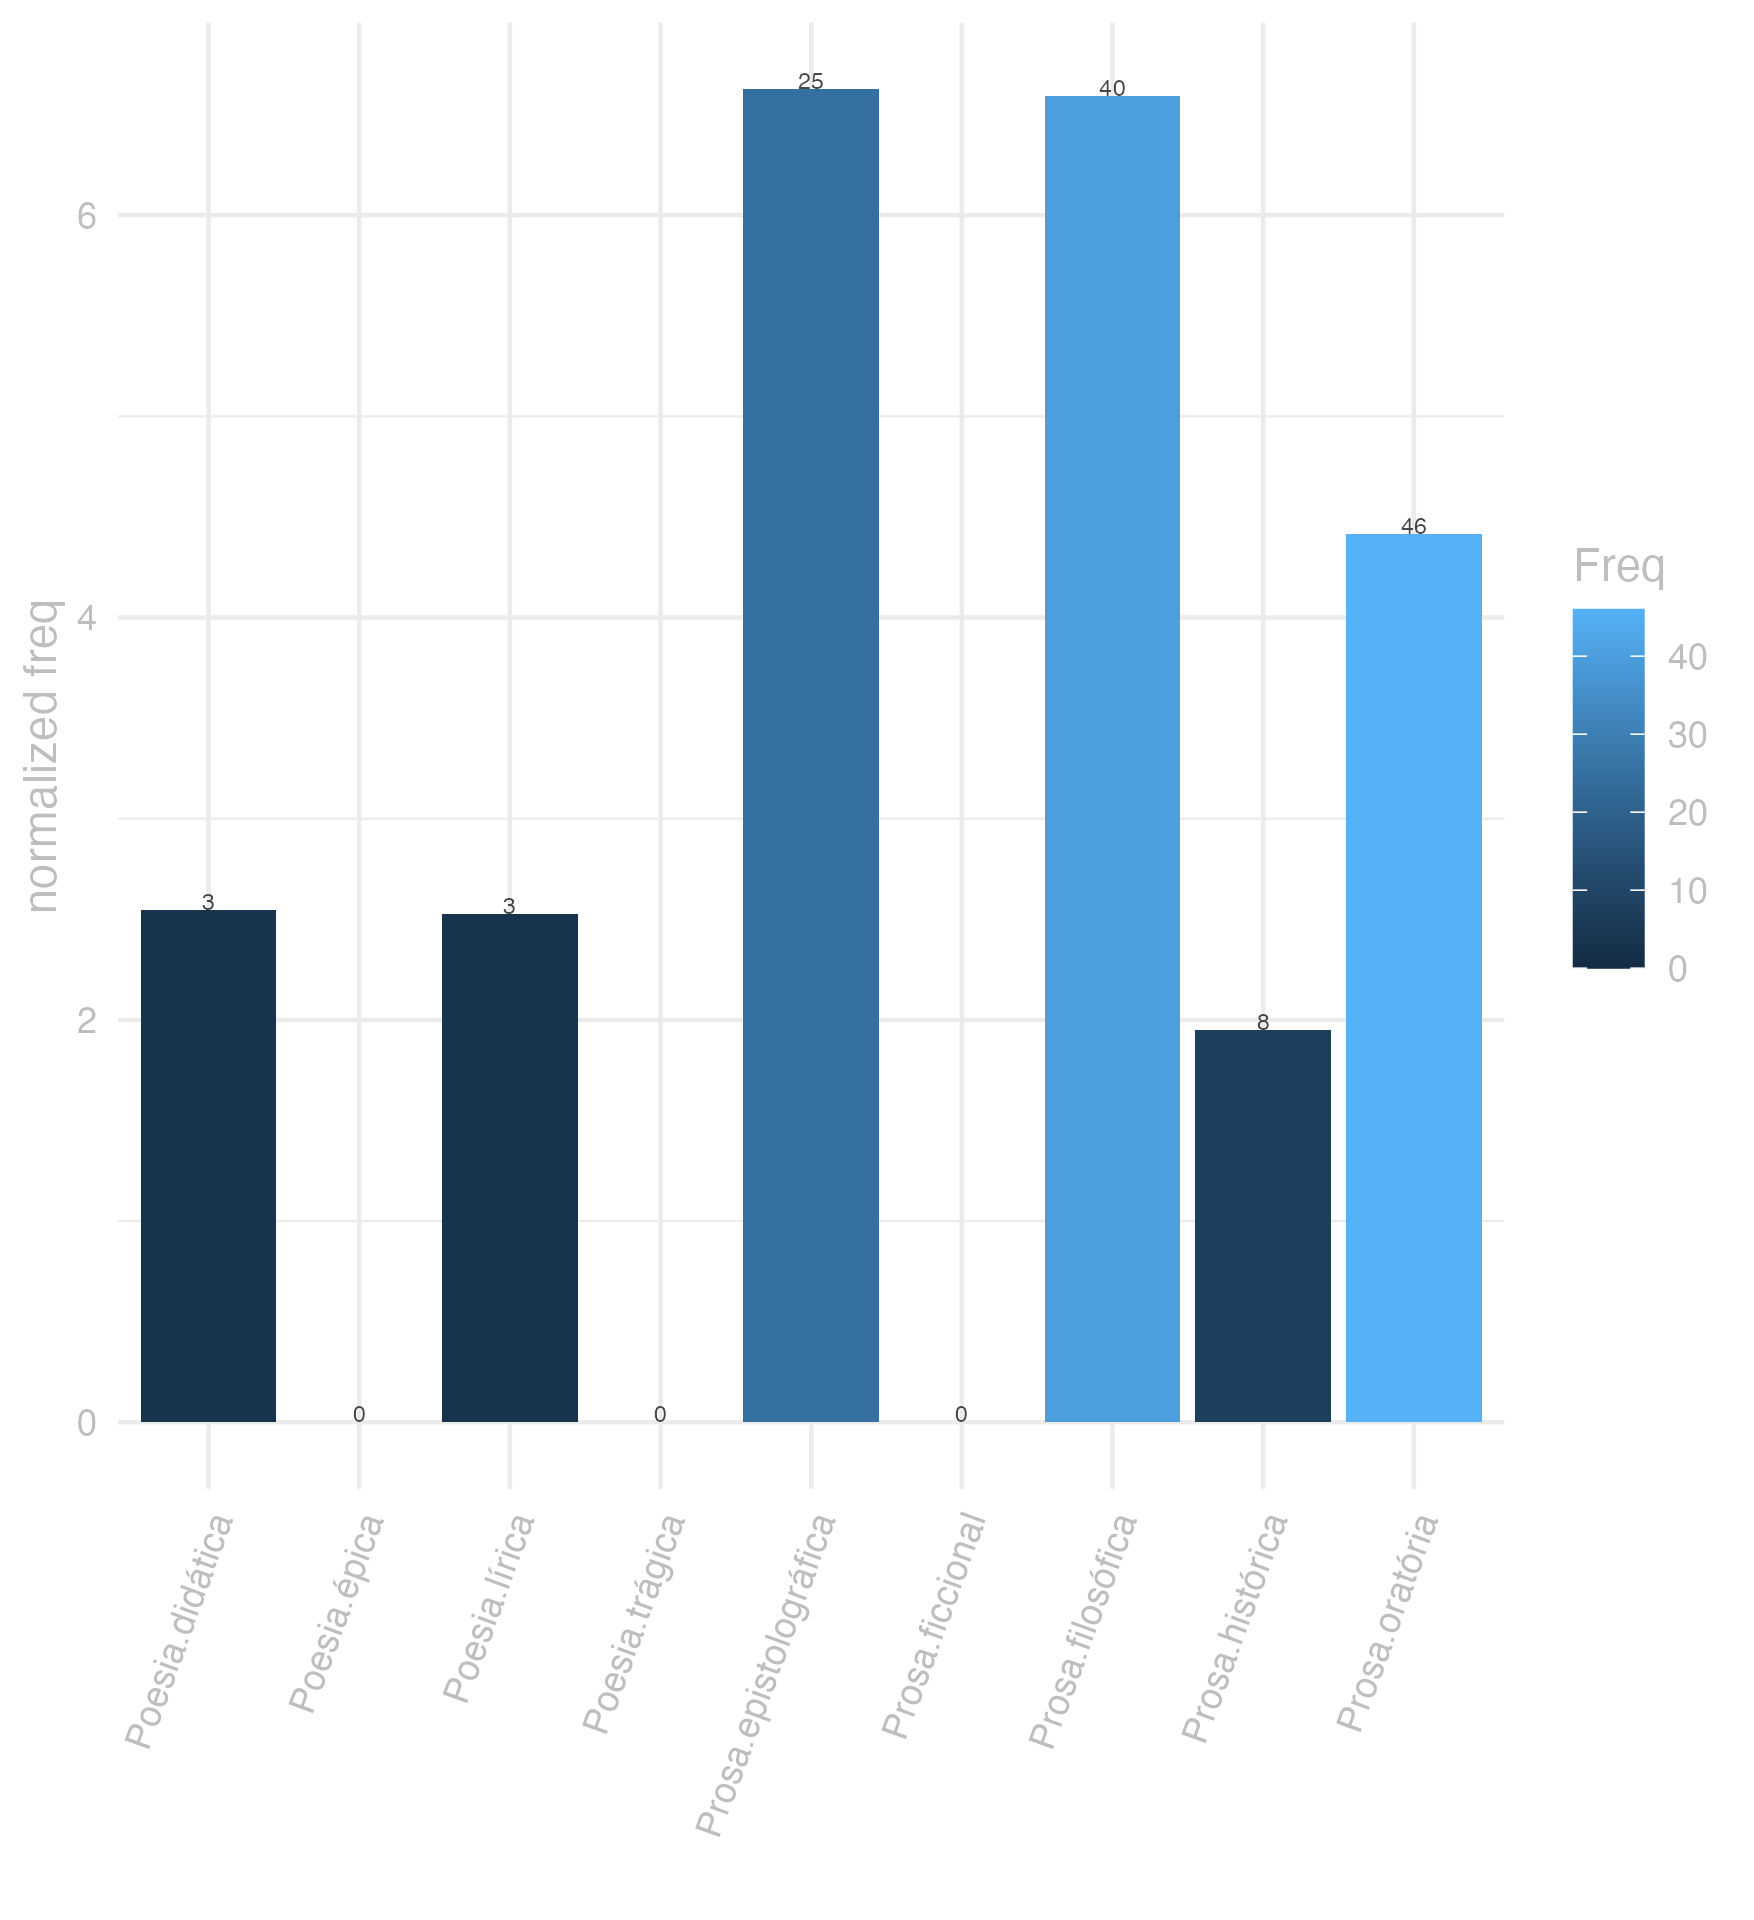 25
40
6
46
Freq
normalized freq
4
40
30
20
3
3
10
0
2
8
0
0
0
0
Poesia.didática
Poesia.épica
Poesia.lírica
Poesia.trágica
Prosa.epistolográfica
Prosa.ficcional
Prosa.filosófica
Prosa.histórica
Prosa.oratória